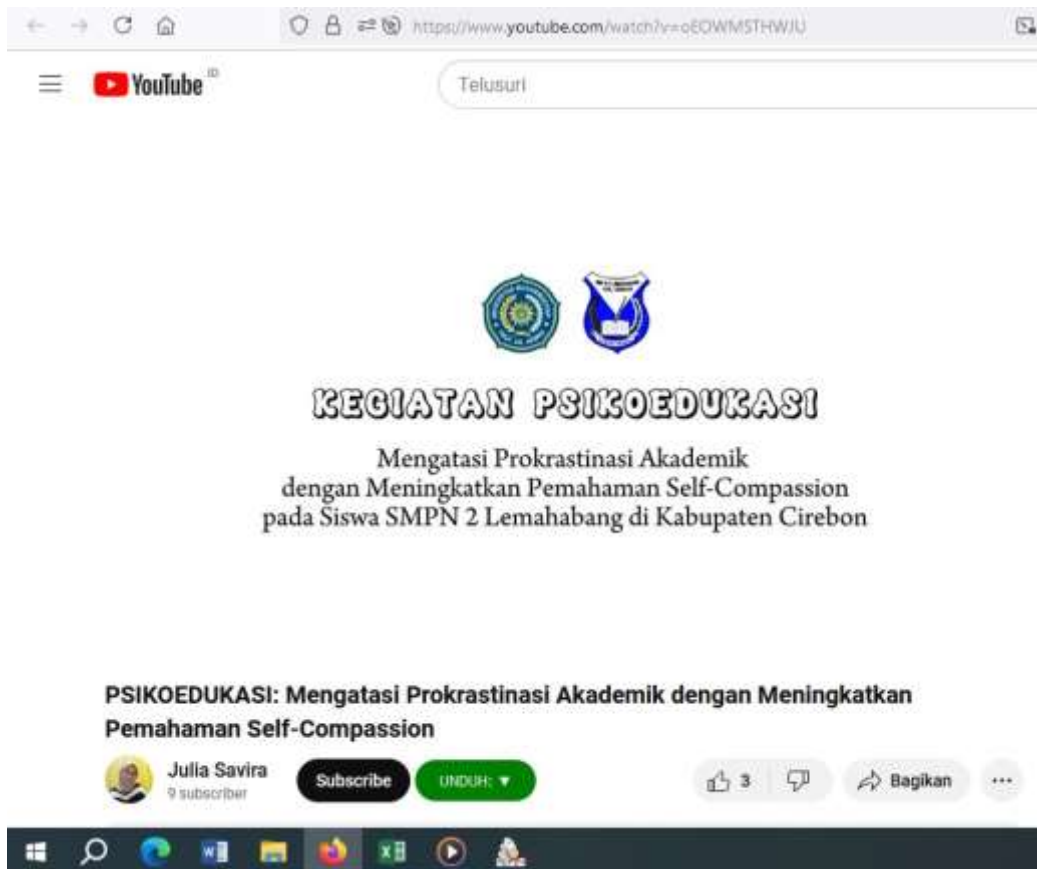 https://www.youtube.com/watch?v=oEOWMSTHWJU
YouTube ID
Telusuri
KEGIATAN PSIKOEDUKASI
Mengatasi Prokrastinasi Akademik
dengan Meningkatkan Pemahaman Self-Compassion
pada Siswa SMPN 2 Lemahabang di Kabupaten Cirebon
PSIKOEDUKASI: Mengatasi Prokrastinasi Akademik dengan Meningkatkan
Pemahaman Self-Compassion
Julia Savira
9 subscriber
Subscribe
UNDUH: ▼
3
Bagikan